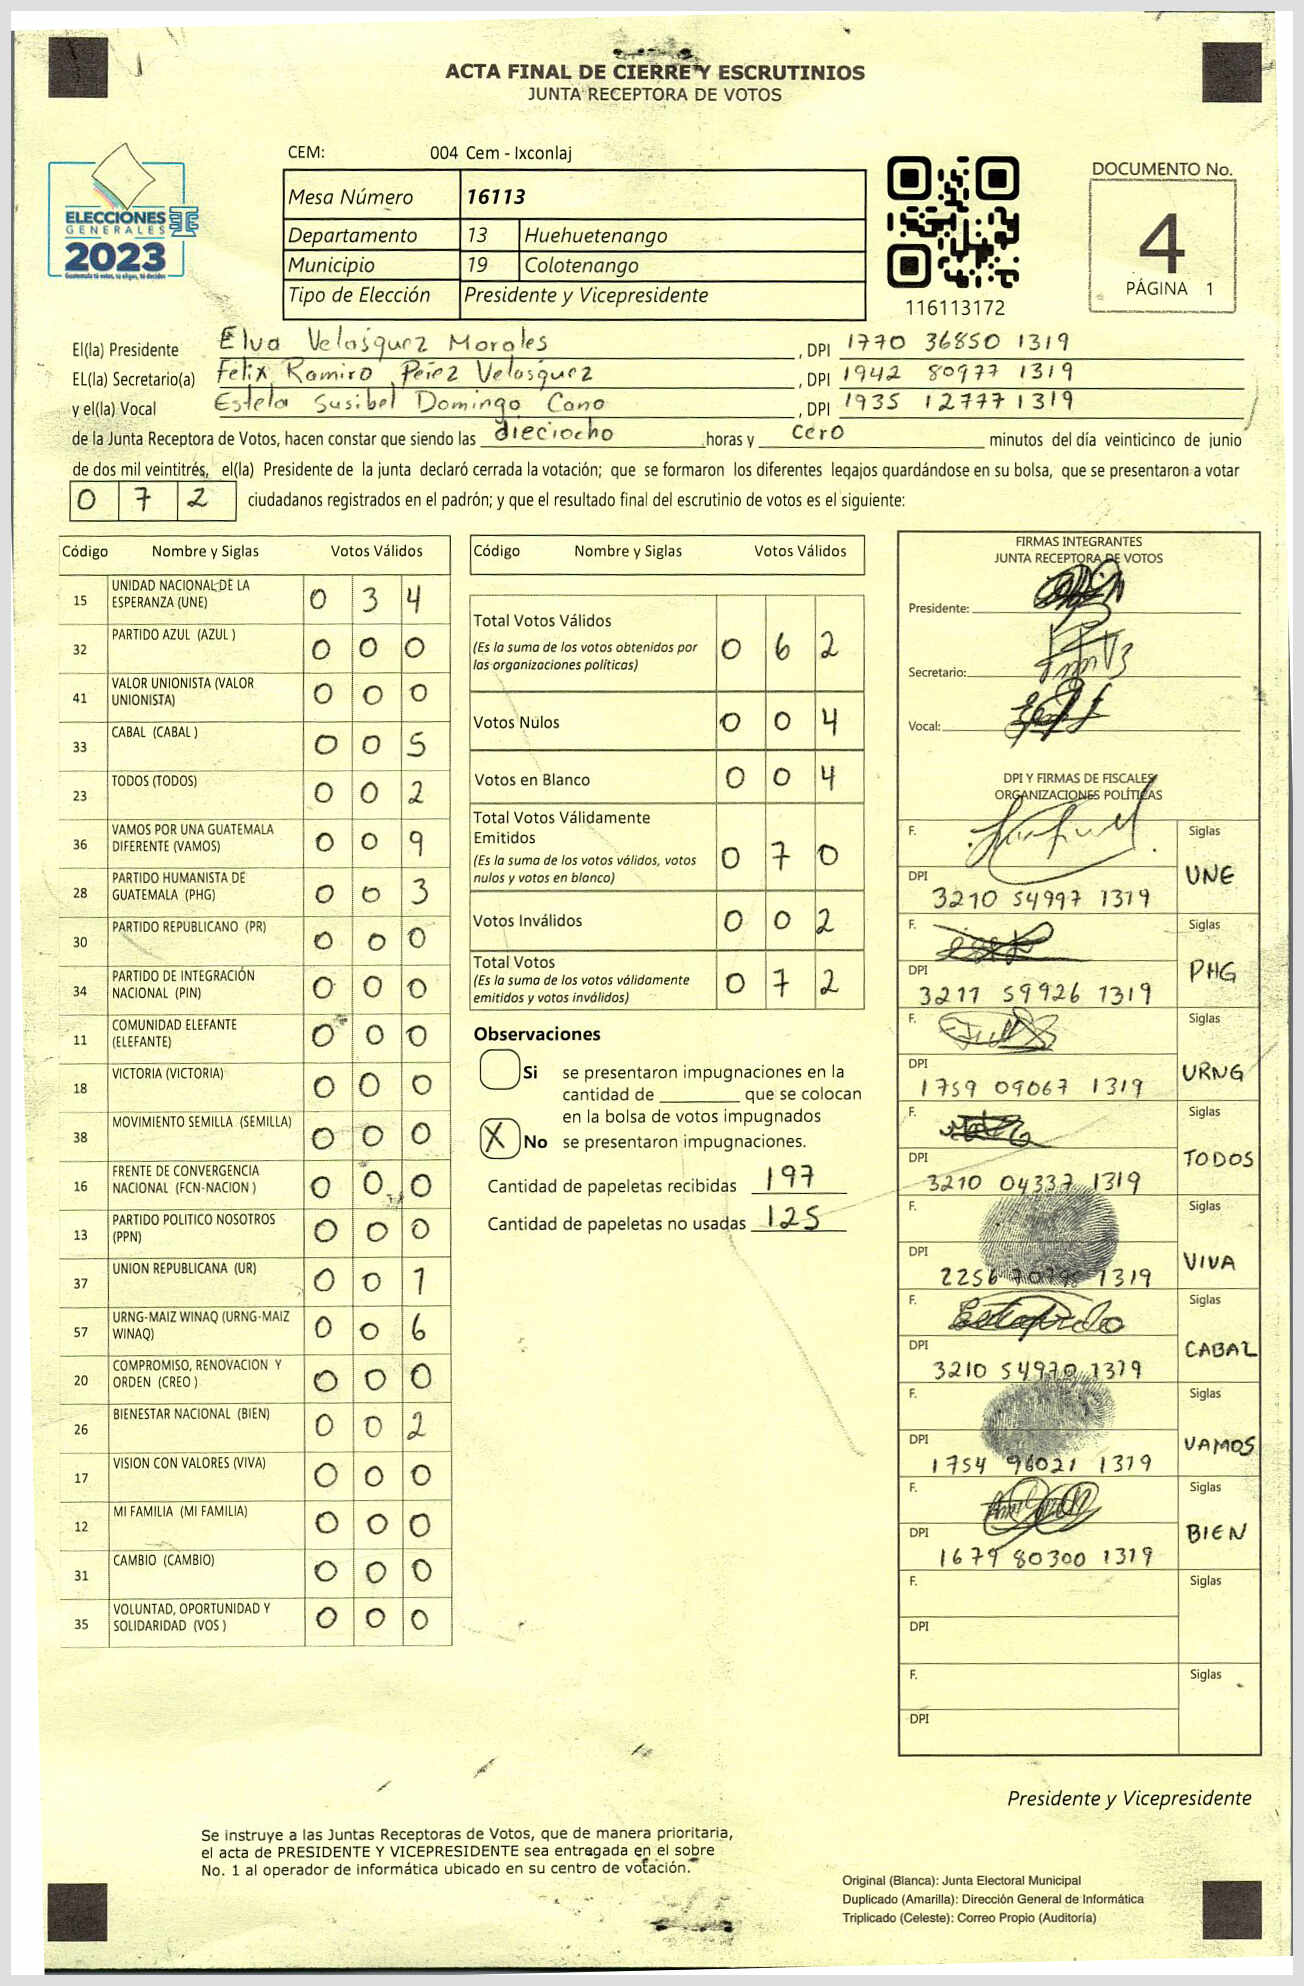 ACTA FINAL DE CIERRE Y ESCRUTINIOS
JUNTA RECEPTORA DE VOTOS
CEM: 004 Cem - Ixconlaj
ELECCIONES
GENERALES
2023
Mesa Número 16113
Departamento 13 Huehuetenango
Municipio 19 Colotenango
Tipo de Elección Presidente y Vicepresidente
116113172
DOCUMENTO No.
4
PÁGINA 1
El(la) Presidente Elva Velasquez Morales , DPI 1770 36850 1319
EL(la) Secretario(a) Felix Ramiro Pérez Velasquez , DPI 1942 80977 1319
y el(la) Vocal Estela Susibel Domingo Cano , DPI 1935 12777 1319
de la Junta Receptora de Votos, hacen constar que siendo las dieciocho horas y cero minutos del día veinticinco de junio
de dos mil veintitrés, el(la) Presidente de la junta declaró cerrada la votación; que se formaron los diferentes legajos guardándose en su bolsa, que se presentaron a votar
0 7 2 ciudadanos registrados en el padrón; y que el resultado final del escrutinio de votos es el siguiente:
Código Nombre y Siglas Votos Válidos
15 UNIDAD NACIONAL DE LA ESPERANZA (UNE) 0 3 4
32 PARTIDO AZUL (AZUL ) 0 0 0
41 VALOR UNIONISTA (VALOR UNIONISTA) 0 0 0
33 CABAL (CABAL ) 0 0 5
23 TODOS (TODOS) 0 0 2
36 VAMOS POR UNA GUATEMALA DIFERENTE (VAMOS) 0 0 9
28 PARTIDO HUMANISTA DE GUATEMALA (PHG) 0 0 3
30 PARTIDO REPUBLICANO (PR) 0 0 0
34 PARTIDO DE INTEGRACIÓN NACIONAL (PIN) 0 0 0
11 COMUNIDAD ELEFANTE (ELEFANTE) 0 0 0
18 VICTORIA (VICTORIA) 0 0 0
38 MOVIMIENTO SEMILLA (SEMILLA) 0 0 0
16 FRENTE DE CONVERGENCIA NACIONAL (FCN-NACION ) 0 0 0
13 PARTIDO POLITICO NOSOTROS (PPN) 0 0 0
37 UNION REPUBLICANA (UR) 0 0 1
57 URNG-MAIZ WINAQ (URNG-MAIZ WINAQ) 0 0 6
20 COMPROMISO, RENOVACION Y ORDEN (CREO ) 0 0 0
26 BIENESTAR NACIONAL (BIEN) 0 0 2
17 VISION CON VALORES (VIVA) 0 0 0
12 MI FAMILIA (MI FAMILIA) 0 0 0
31 CAMBIO (CAMBIO) 0 0 0
35 VOLUNTAD, OPORTUNIDAD Y SOLIDARIDAD (VOS ) 0 0 0
Código Nombre y Siglas Votos Válidos
Total Votos Válidos 0 6 2
(Es la suma de los votos obtenidos por
las organizaciones políticas)
Votos Nulos 0 0 4
Votos en Blanco 0 0 4
Total Votos Válidamente
Emitidos 0 7 0
(Es la suma de los votos válidos, votos
nulos y votos en blanco)
Votos Inválidos 0 0 2
Total Votos 0 7 2
(Es la suma de los votos válidamente
emitidos y votos inválidos)
Observaciones
Si se presentaron impugnaciones en la
cantidad de ________ que se colocan
en la bolsa de votos impugnados
X No se presentaron impugnaciones.
Cantidad de papeletas recibidas 197
Cantidad de papeletas no usadas 125
FIRMAS INTEGRANTES
JUNTA RECEPTORA DE VOTOS
Presidente:
Secretario:
Vocal:
DPI Y FIRMAS DE FISCALES
ORGANIZACIONES POLÍTICAS
F. Siglas
DPI 3210 54997 1319 UNE
F. Siglas
DPI 3217 59926 1319 PHG
F. Siglas
DPI 1759 09067 1319 URNG
F. Siglas
DPI 3210 04337 1319 TODOS
F. Siglas
DPI 2256 1319 VIVA
F. Siglas
DPI 3210 54970 1319 CABAL
F. Siglas
DPI 1754 96021 1319 VAMOS
F. Siglas
DPI 1679 80300 1319 BIEN
F. Siglas
DPI
F. Siglas
DPI
Presidente y Vicepresidente
Se instruye a las Juntas Receptoras de Votos, que de manera prioritaria,
el acta de PRESIDENTE Y VICEPRESIDENTE sea entregada en el sobre
No. 1 al operador de informática ubicado en su centro de votación.
Original (Blanca): Junta Electoral Municipal
Duplicado (Amarilla): Dirección General de Informática
Triplicado (Celeste): Correo Propio (Auditoría)